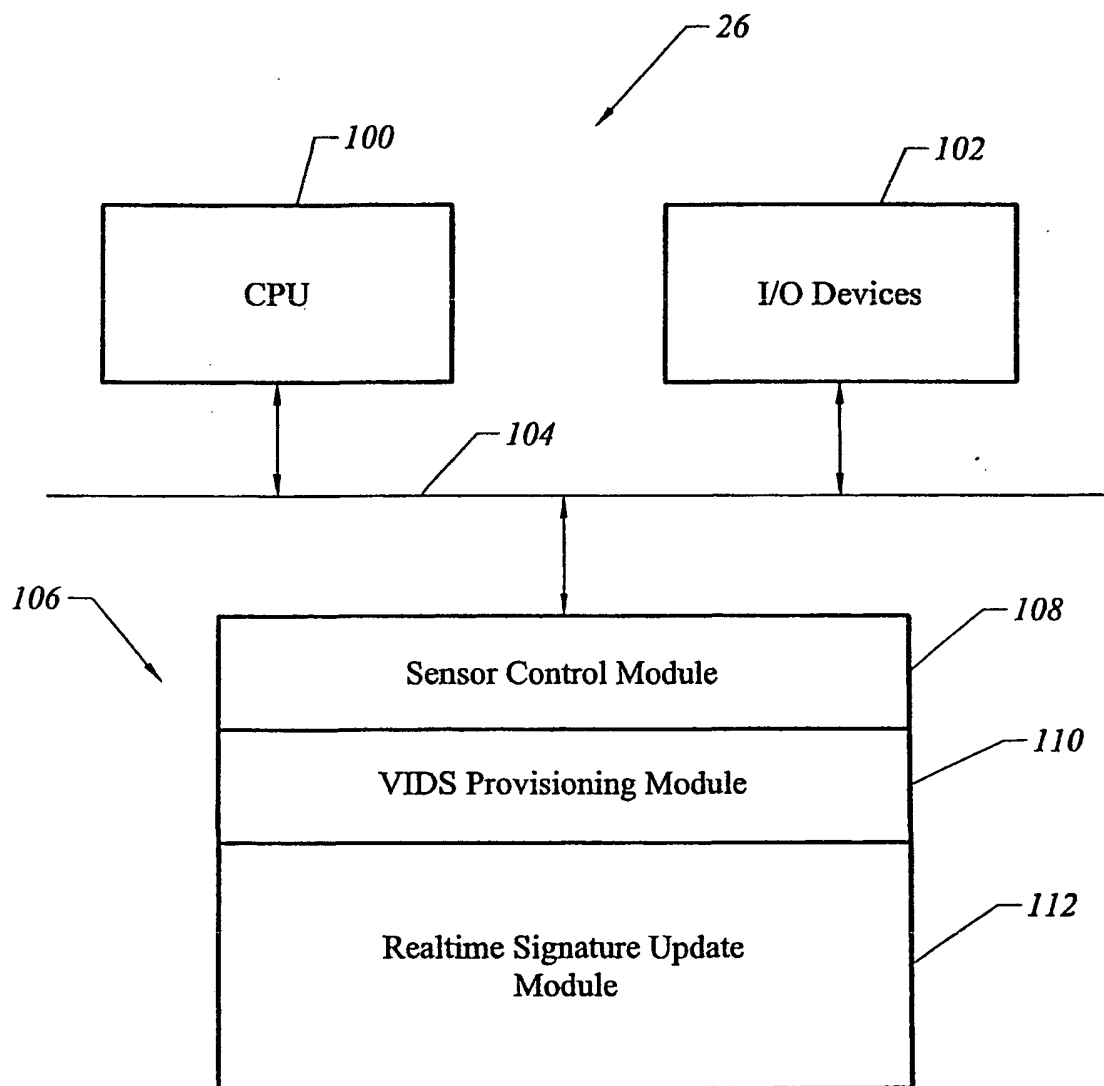 26
100
102
CPU
I/O Devices
104
106
108
Sensor Control Module
110
VIDS Provisioning Module
112
Realtime Signature Update
Module